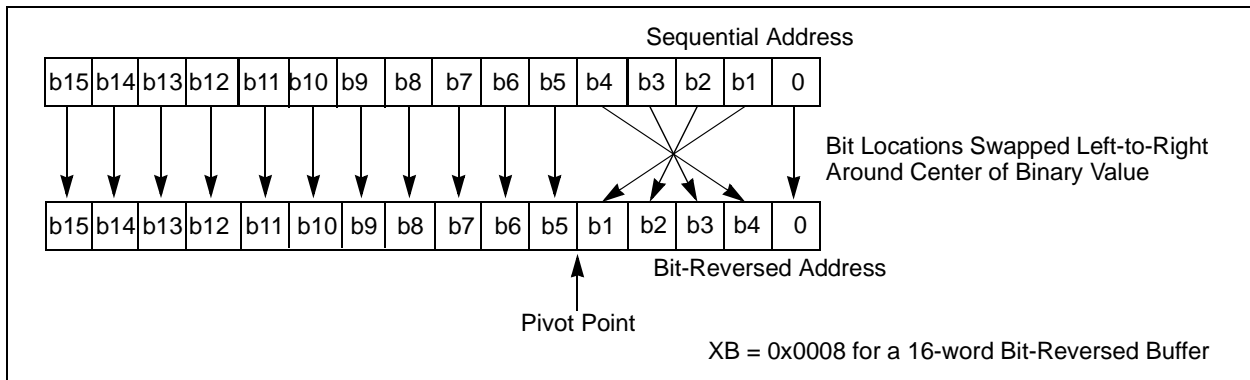 Sequential Address
b15 b14 b13 b12 b11 b10 b9 b8 b7 b6 b5 b4 b3 b2 b1 0
Bit Locations Swapped Left-to-Right
Around Center of Binary Value
b15 b14 b13 b12 b11 b10 b9 b8 b7 b6 b5 b1 b2 b3 b4 0
Bit-Reversed Address
Pivot Point
XB = 0x0008 for a 16-word Bit-Reversed Buffer